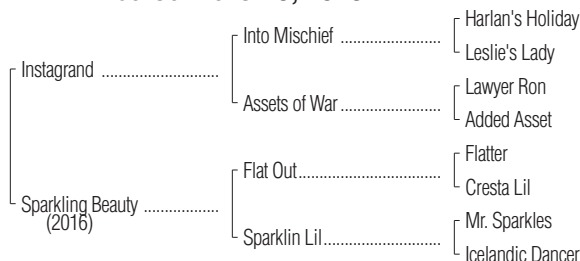 Instagrand
Sparkling Beauty
(2016)
Into Mischief
Assets of War
Flat Out
Sparklin Lil
Harlan's Holiday
Leslie's Lady
Lawyer Ron
Added Asset
Flatter
Cresta Lil
Mr. Sparkles
Icelandic Dancer